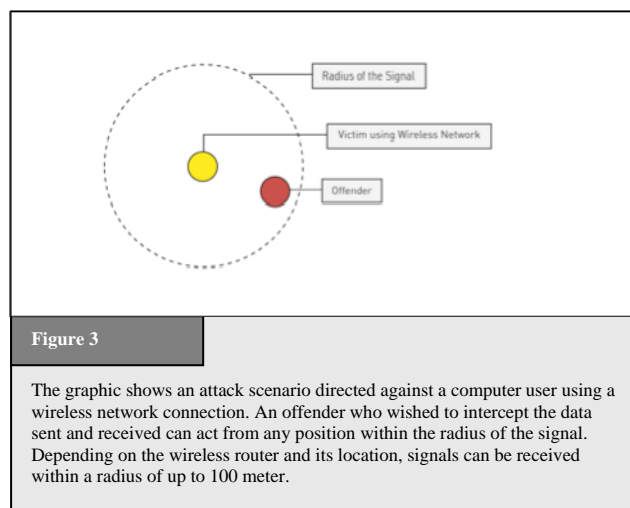 Radius of the Signal
Victim using Wireless Network
Offender
Figure 3
The graphic shows an attack scenario directed against a computer user using a
wireless network connection. An offender who wished to intercept the data
sent and received can act from any position within the radius of the signal.
Depending on the wireless router and its location, signals can be received
within a radius of up to 100 meter.